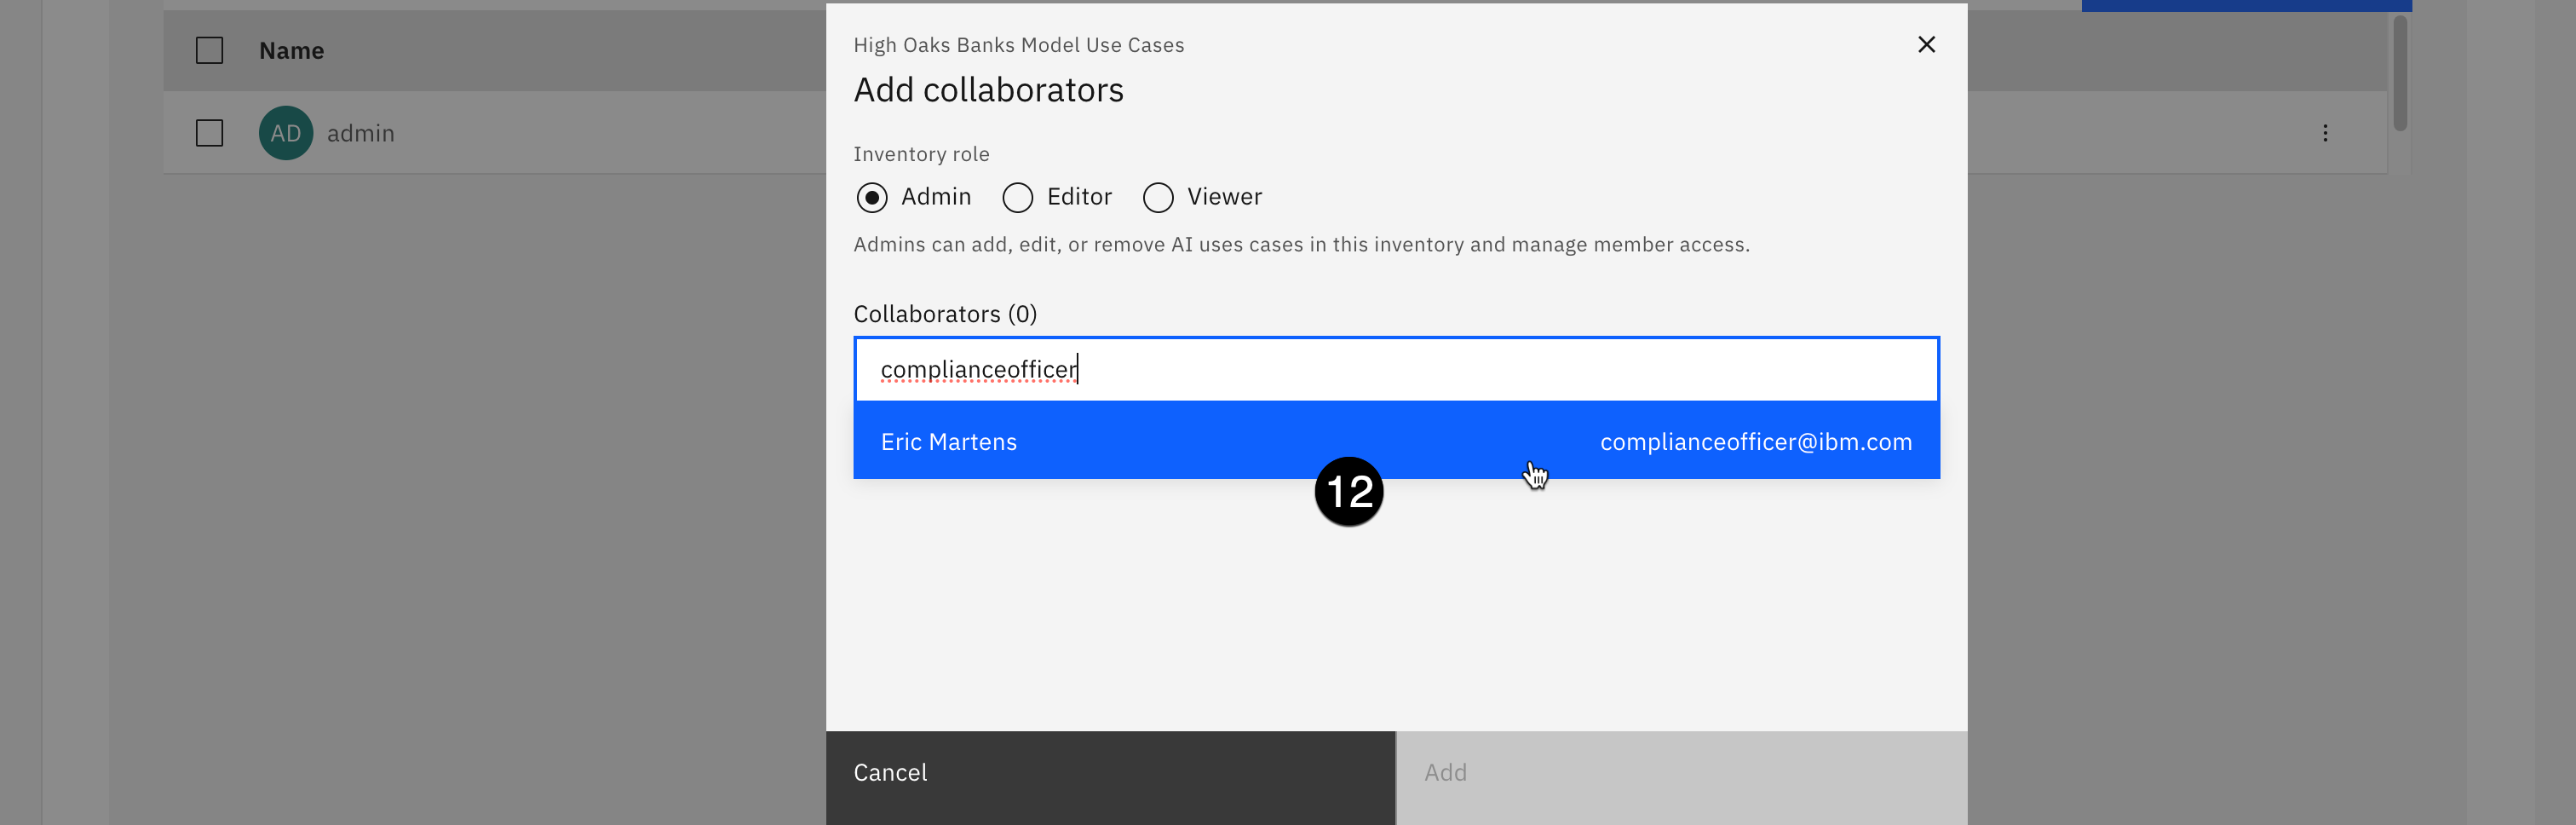 Name
AD admin
High Oaks Banks Model Use Cases
Add collaborators
Inventory role
Admin Editor Viewer
Admins can add, edit, or remove AI uses cases in this inventory and manage member access.
Collaborators (0)
complianceofficer
Eric Martens complianceofficer@ibm.com
12
Cancel Add